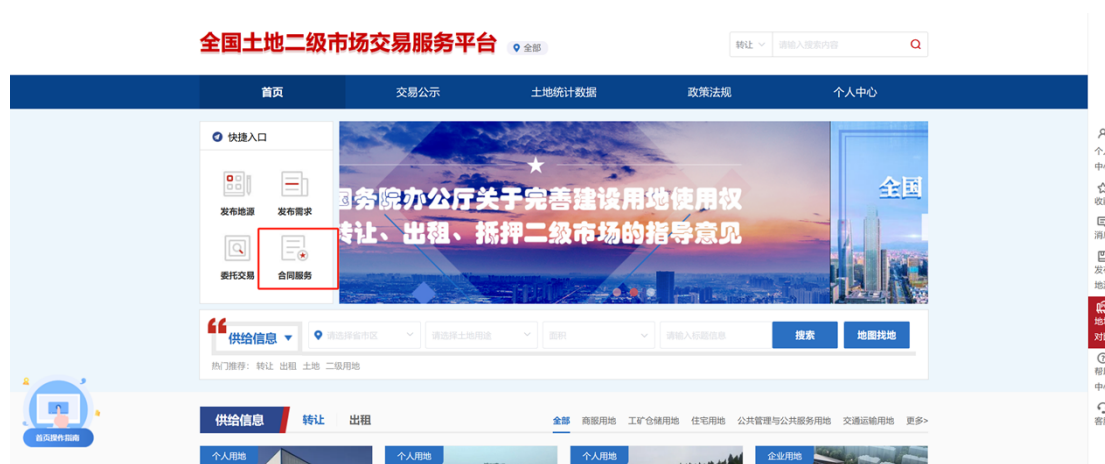 全国土地二级市场交易服务平台 全部 转让 请输入搜索内容
首页 交易公示 土地统计数据 政策法规 个人中心
快捷入口
发布地源 发布需求
委托交易 合同服务
国务院办公厅关于完善建设用地使用权
转让、出租、抵押二级市场的指导意见
全国
供给信息 请选择省市区 请选择土地用途 面积 请输入标题信息 搜索 地图找地
热门推荐: 转让 出租 土地 二级用地
首页操作指南
供给信息 转让 出租 全部 商服用地 工矿仓储用地 住宅用地 公共管理与公共服务用地 交通运输用地 更多>
个人用地 个人用地 个人用地 企业用地
个
中
收
消
发
地
地
对
帮
中
客